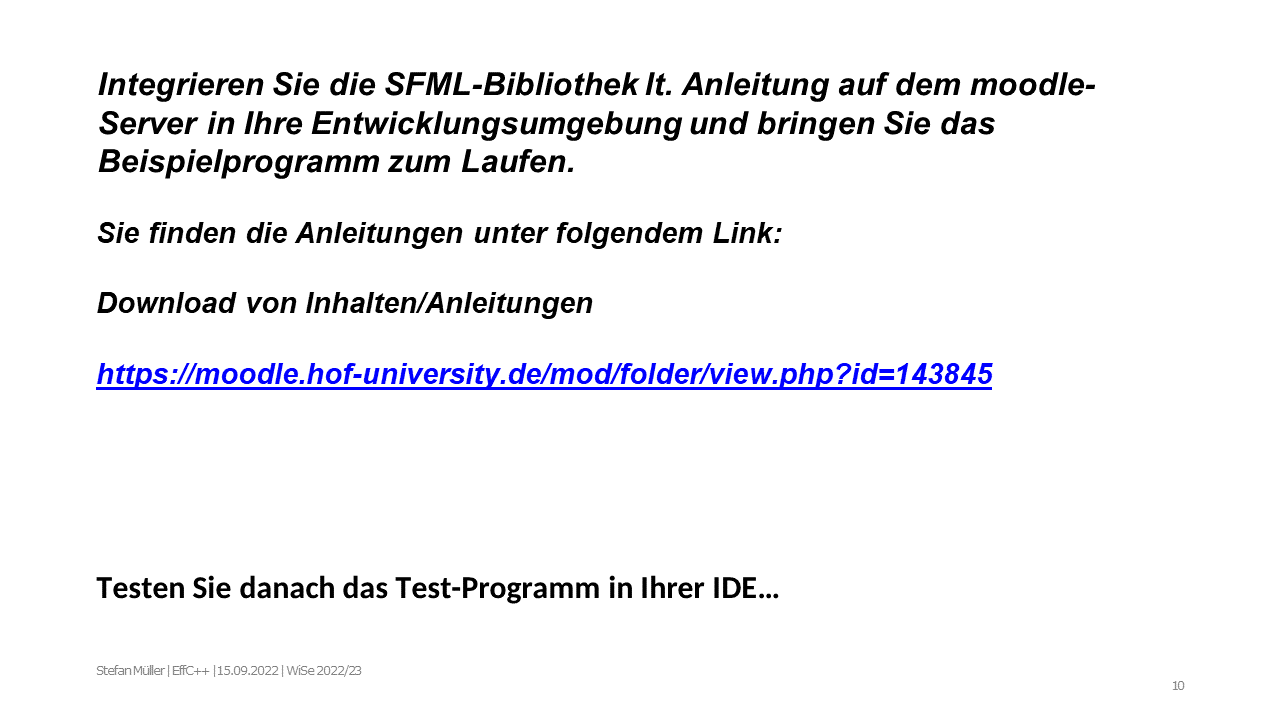 Integrieren Sie die SFML-Bibliothek lt. Anleitung auf dem moodle-
Server in Ihre Entwicklungsumgebung und bringen Sie das
Beispielprogramm zum Laufen.
Sie finden die Anleitungen unter folgendem Link:
Download von Inhalten/Anleitungen
https://moodle.hof-university.de/mod/folder/view.php?id=143845
Testen Sie danach das Test-Programm in Ihrer IDE…
Stefan Müller | EffC++ |15.09.2022 | WiSe 2022/23
10